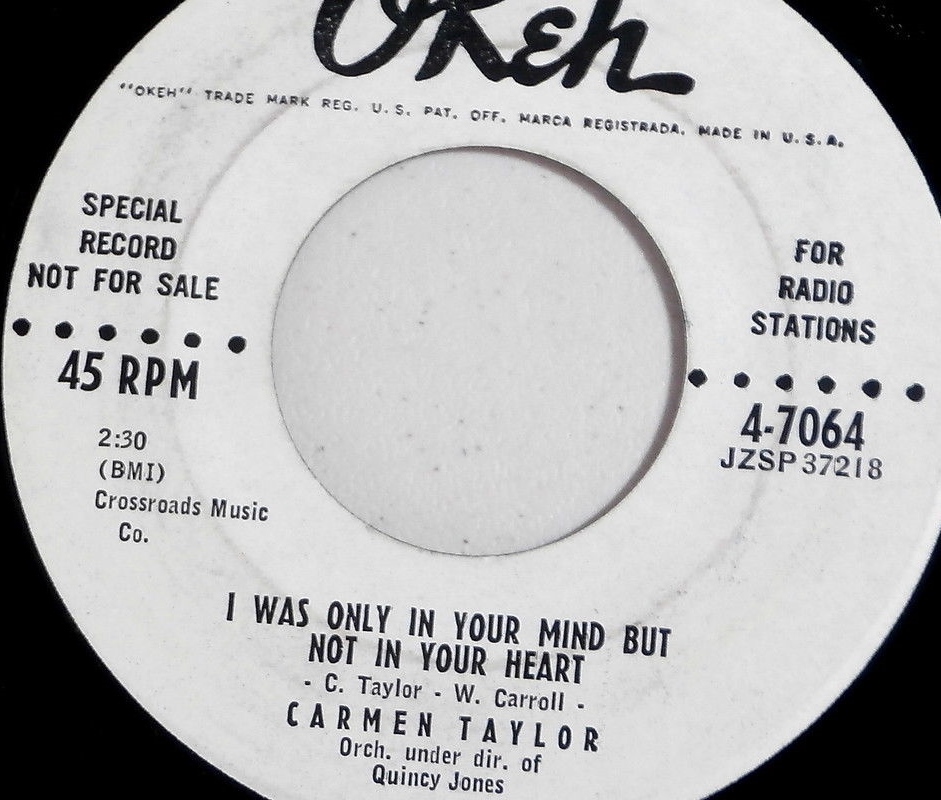 OKeh
"OKEH" TRADE MARK REG. U.S. PAT. OFF. MARCA REGISTRADA. MADE IN U.S.A.
SPECIAL
RECORD
NOT FOR SALE
45 RPM
2:30
(BMI)
Crossroads Music
Co.
FOR
RADIO
STATIONS
4-7064
JZSP 37218
I WAS ONLY IN YOUR MIND BUT
NOT IN YOUR HEART
- C. Taylor - W. Carroll -
CARMEN TAYLOR
Orch. under dir. of
Quincy Jones